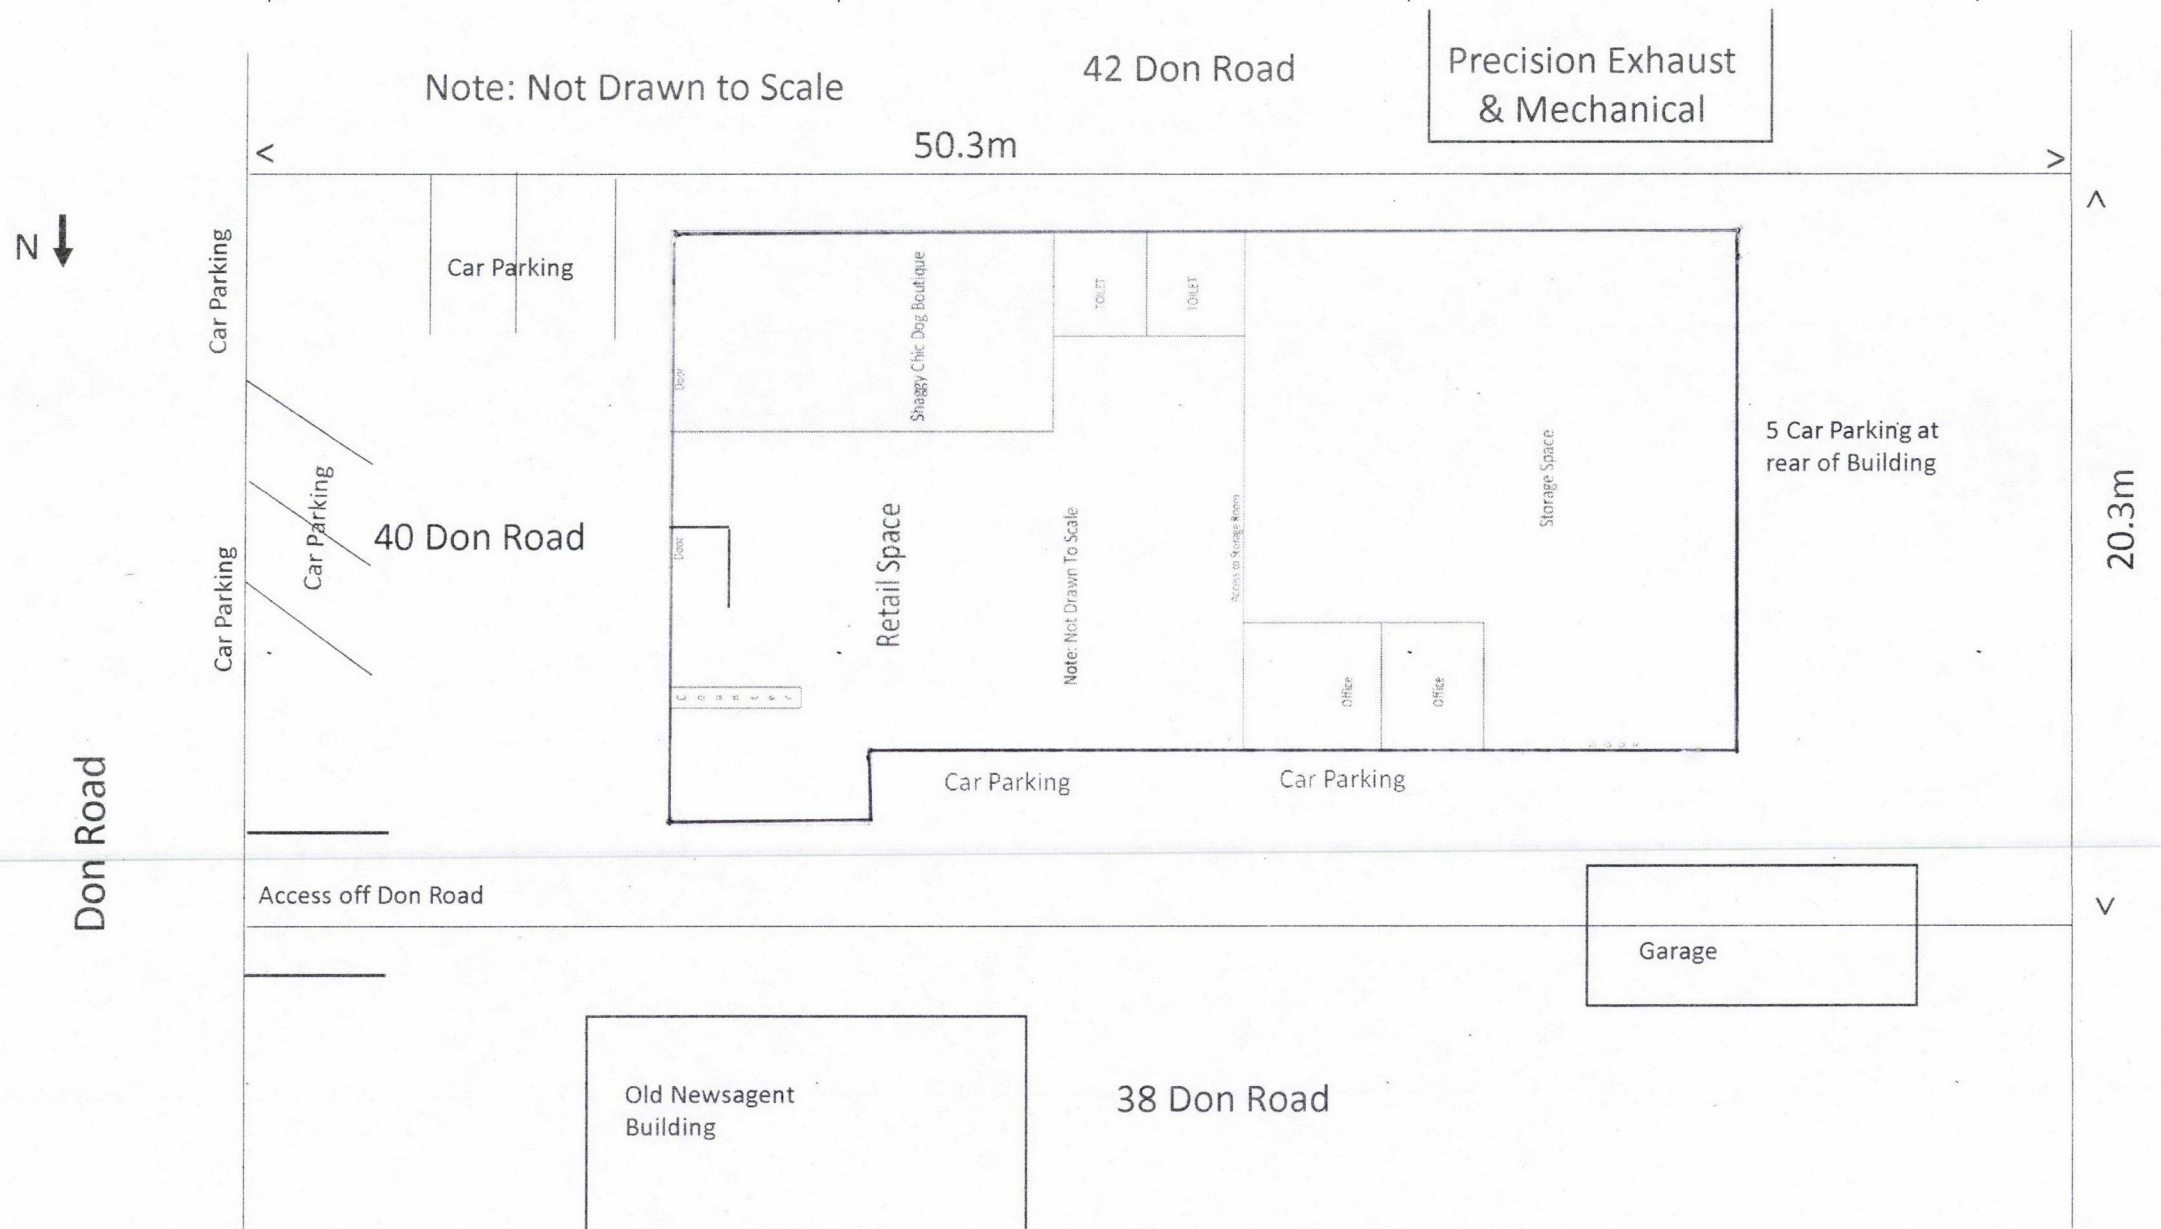 Note: Not Drawn to Scale
42 Don Road
Precision Exhaust
& Mechanical
<
50.3m
>
^
N
Car Parking
Car Parking
Shaggy Chic Dog Boutique
TOILET
TOILET
Door
5 Car Parking at
rear of Building
20.3m
Car Parking
Car Parking
40 Don Road
Door
Retail Space
Note: Not Drawn To Scale
Access to Storage Room
Storage Space
Counter
Office
Office
Car Parking
Car Parking
Don Road
Access off Don Road
>
Garage
Old Newsagent
Building
38 Don Road